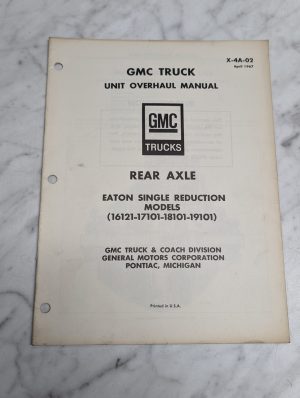 X-4A-02
April 1967
GMC TRUCK
UNIT OVERHAUL MANUAL
GMC
TRUCKS
REAR AXLE
EATON SINGLE REDUCTION
MODELS
(16121-17101-18101-19101)
GMC TRUCK & COACH DIVISION
GENERAL MOTORS CORPORATION
PONTIAC, MICHIGAN
Printed in U.S.A.